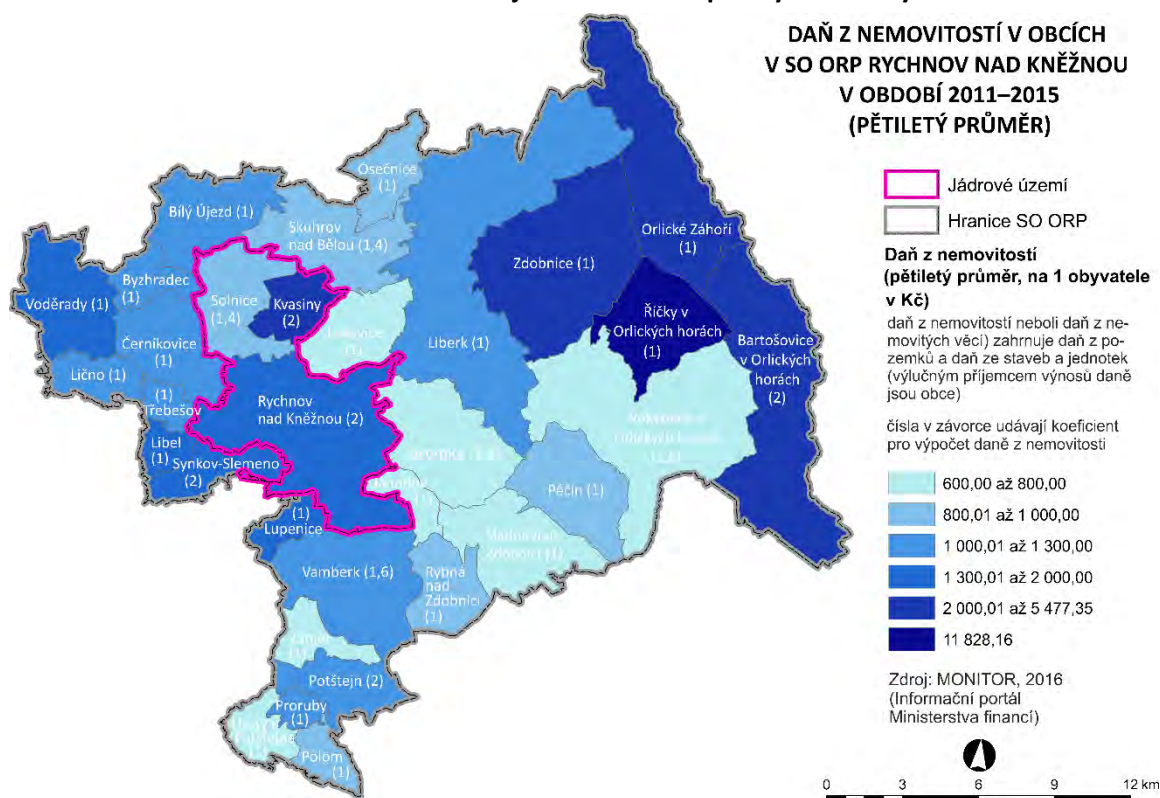 DAŇ Z NEMOVITOSTÍ V OBCÍCH
V SO ORP RYCHNOV NAD KNĚŽNOU
V OBDOBÍ 2011–2015
(PĚTILETÝ PRŮMĚR)
Jádrové území
Hranice SO ORP
Daň z nemovitostí
(pětiletý průměr, na 1 obyvatele
v Kč)
daň z nemovitostí neboli daň z ne-
movitých věcí) zahrnuje daň z po-
zemků a daň ze staveb a jednotek
(výlučným příjemcem výnosů daně
jsou obce)
čísla v závorce udávají koeficient
pro výpočet daně z nemovitosti
600,00 až 800,00
800,01 až 1 000,00
1 000,01 až 1 300,00
1 300,01 až 2 000,00
2 000,01 až 5 477,35
11 828,16
Zdroj: MONITOR, 2016
(Informační portál
Ministerstva financí)
0 3 6 9 12 km
Osečnice
(1)
Bílý Újezd (1)
Skuhrov
nad Bělou (1,4)
Orlické Záhoří
(1)
Zdobnice (1)
Byzhradec
(1)
Voděrady (1)
Solnice
(1,4)
Kvasiny
(2)
Říčky v
Orlických horách
(1)
Bartošovice
v Orlických
horách
(2)
Liberk (1)
Černíkovice
(1)
Lično (1)
(1)
Třebešov
Rychnov
nad Kněžnou (2)
Libel
(1)
Synkov-Slemeno
(2)
Pěčín (1)
(1)
Lupenice
Vamberk (1,6)
Rybná
nad
Zdobnicí
(1)
Potštejn (2)
Proruby
(1)
Polom
(1)